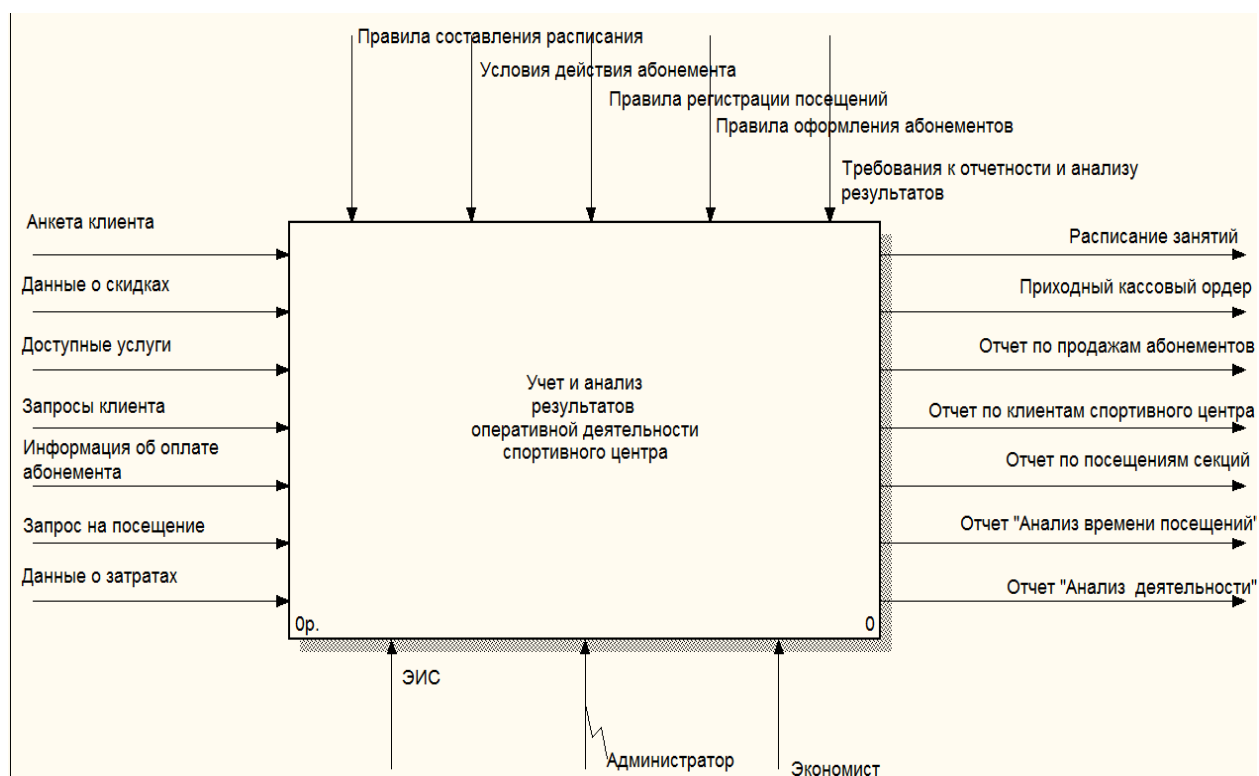 Правила составления расписания
Условия действия абонемента
Правила регистрации посещений
Правила оформления абонементов
Требования к отчетности и анализу
результатов
Анкета клиента
Данные о скидках
Доступные услуги
Запросы клиента
Информация об оплате
абонемента
Запрос на посещение
Данные о затратах
Учет и анализ
результатов
оперативной деятельности
спортивного центра
0р.
0
Расписание занятий
Приходный кассовый ордер
Отчет по продажам абонементов
Отчет по клиентам спортивного центра
Отчет по посещениям секций
Отчет "Анализ времени посещений"
Отчет "Анализ деятельности"
ЭИС
Администратор
Экономист